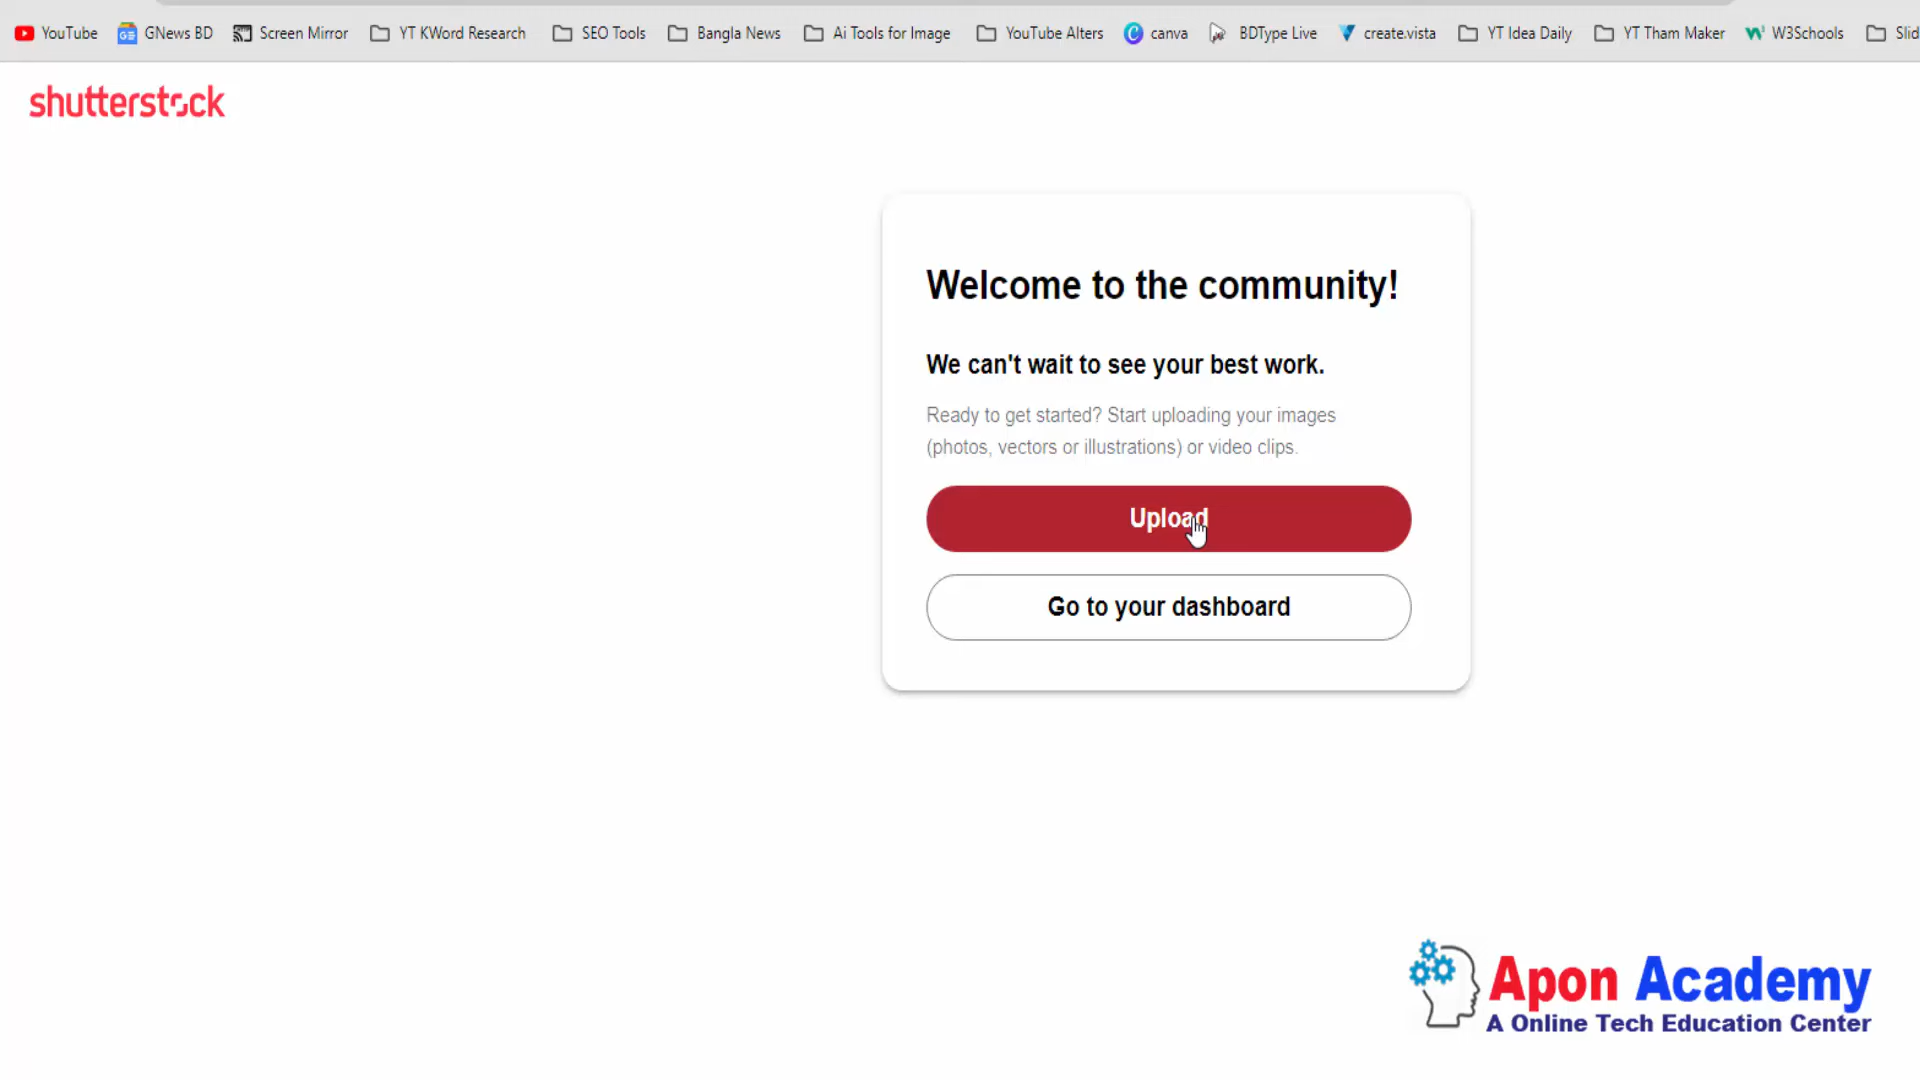 YouTube GNews BD Screen Mirror YT KWord Research SEO Tools Bangla News Ai Tools for Image YouTube Alters canva BDType Live create.vista YT Idea Daily YT Tham Maker W3Schools Slid
shutterstock
Welcome to the community!
We can't wait to see your best work.
Ready to get started? Start uploading your images
(photos, vectors or illustrations) or video clips.
Upload
Go to your dashboard
Apon Academy
A Online Tech Education Center